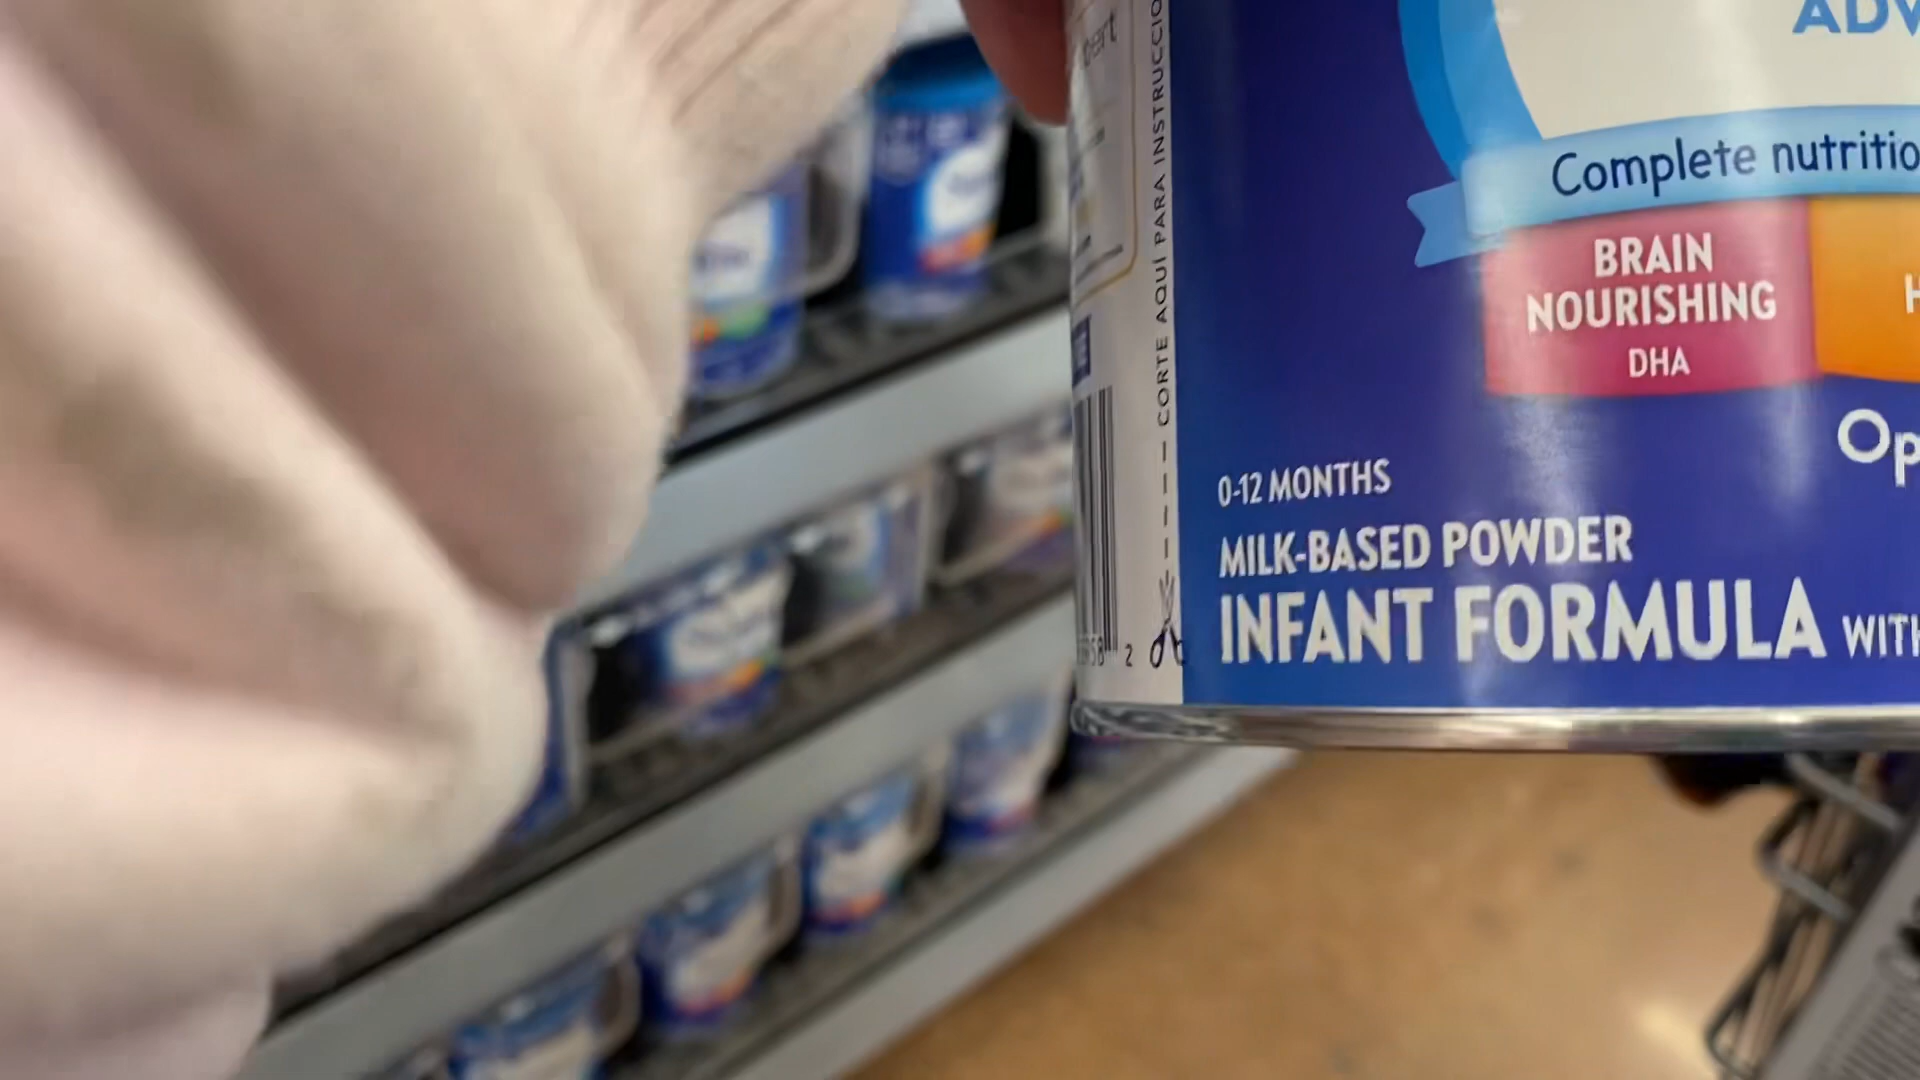 ADV
Complete nutritio
BRAIN
NOURISHING
DHA
H
Op
0-12 MONTHS
MILK-BASED POWDER
INFANT FORMULA WITH
CORTE AQUÍ PARA INSTRUCCIO
2